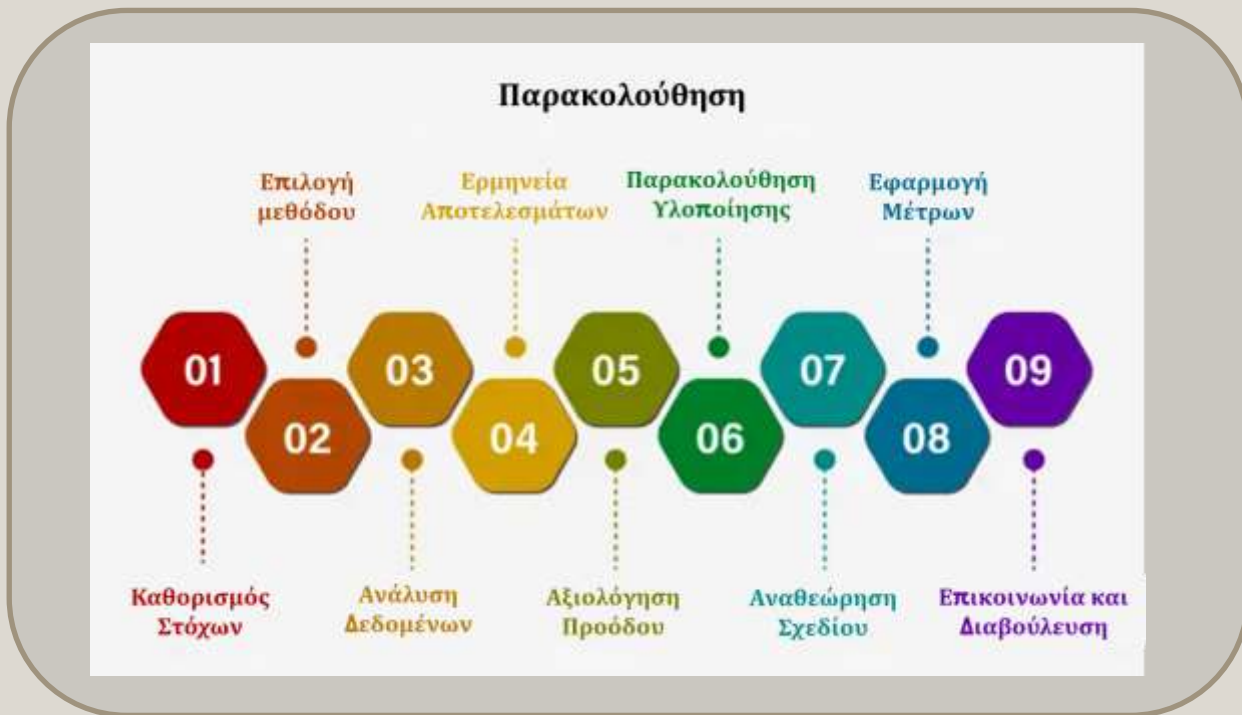 Παρακολούθηση
Επιλογή
μεθόδου
Ερμηνεία
Αποτελεσμάτων
Παρακολούθηση
Υλοποίησης
Εφαρμογή
Μέτρων
01
02
03
04
05
06
07
08
09
Καθορισμός
Στόχων
Ανάλυση
Δεδομένων
Αξιολόγηση
Προόδου
Αναθεώρηση
Σχεδίου
Επικοινωνία και
Διαβούλευση